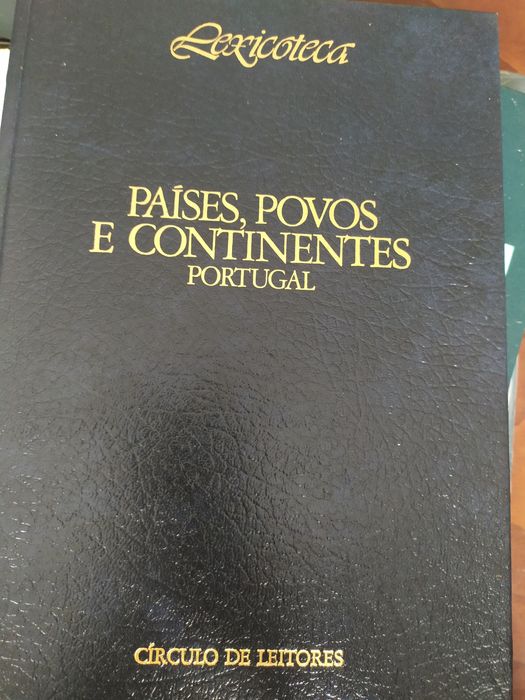 Lexicoteca
PAÍSES, POVOS
E CONTINENTES
PORTUGAL
CÍRCULO DE LEITORES